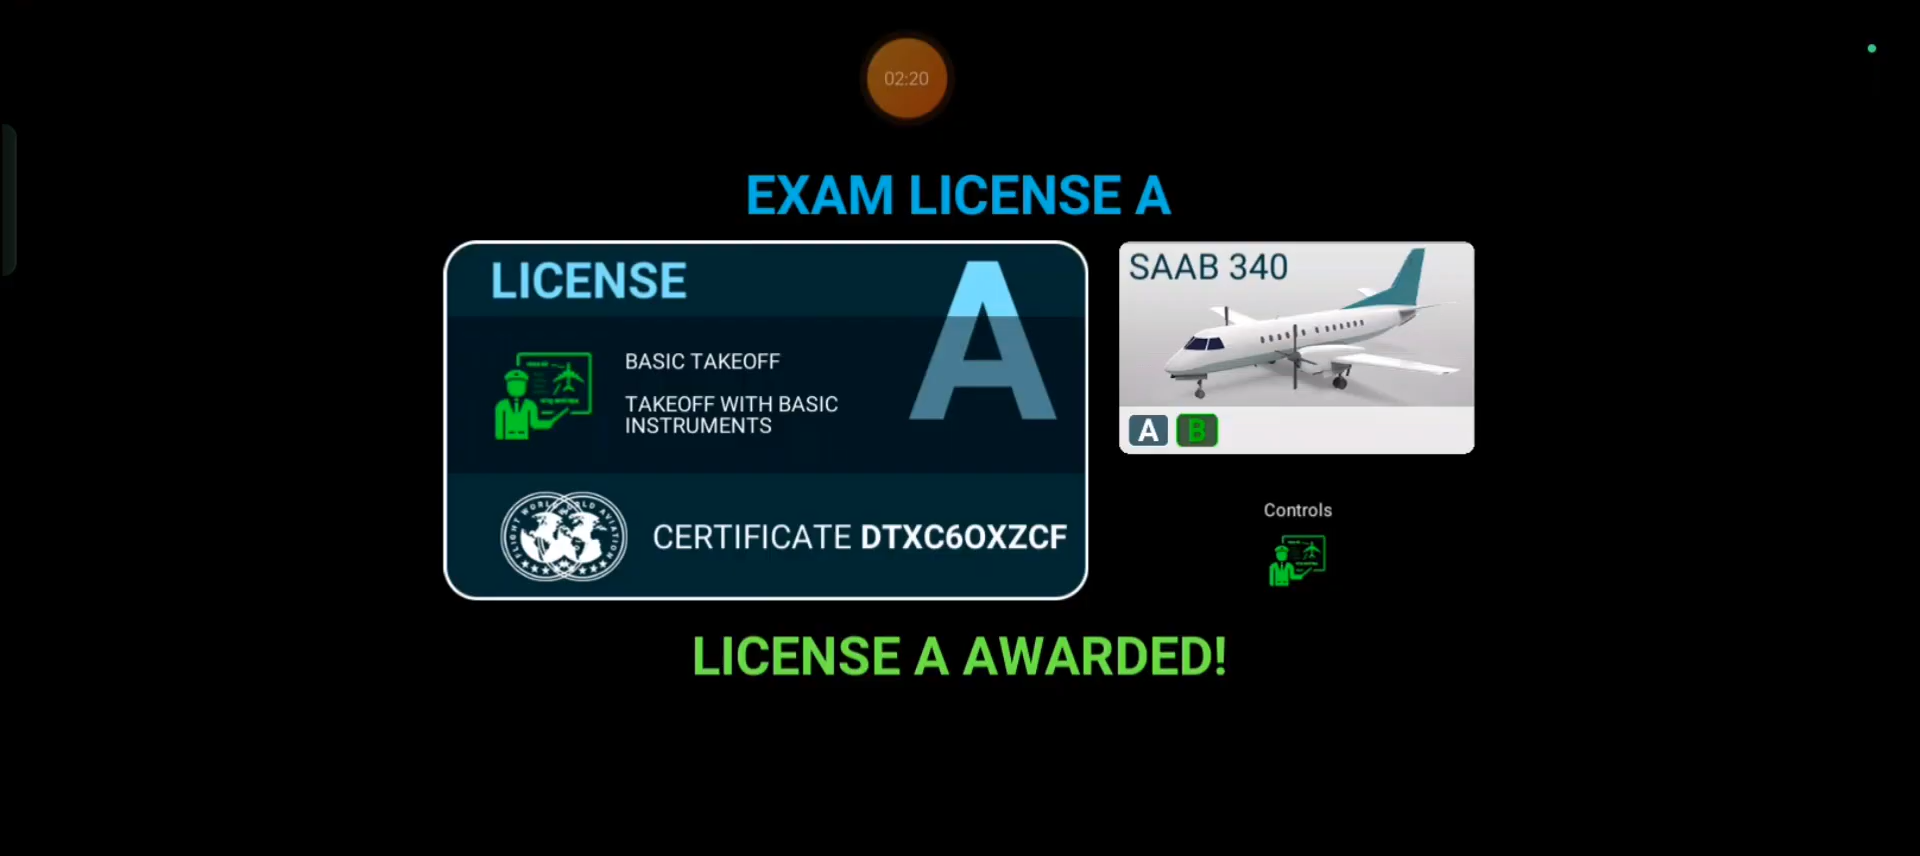 02:20
EXAM LICENSE A
LICENSE
A
BASIC TAKEOFF
TAKEOFF WITH BASIC
INSTRUMENTS
CERTIFICATE DTXC6OXZCF
SAAB 340
A B
Controls
LICENSE A AWARDED!